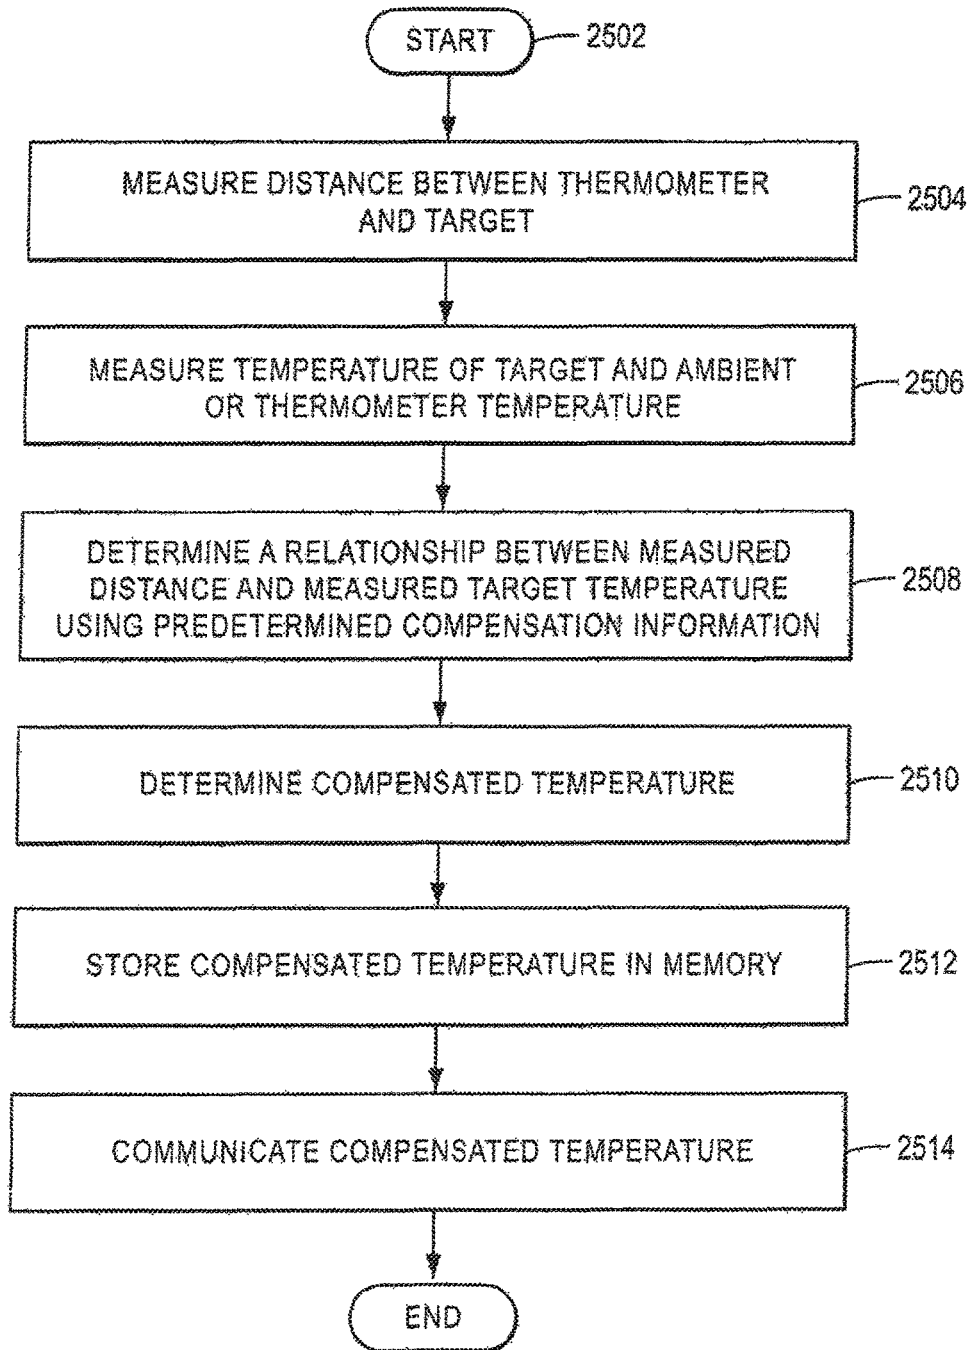 START
2502
MEASURE DISTANCE BETWEEN THERMOMETER
AND TARGET
2504
MEASURE TEMPERATURE OF TARGET AND AMBIENT
OR THERMOMETER TEMPERATURE
2506
DETERMINE A RELATIONSHIP BETWEEN MEASURED
DISTANCE AND MEASURED TARGET TEMPERATURE
USING PREDETERMINED COMPENSATION INFORMATION
2508
DETERMINE COMPENSATED TEMPERATURE
2510
STORE COMPENSATED TEMPERATURE IN MEMORY
2512
COMMUNICATE COMPENSATED TEMPERATURE
2514
END